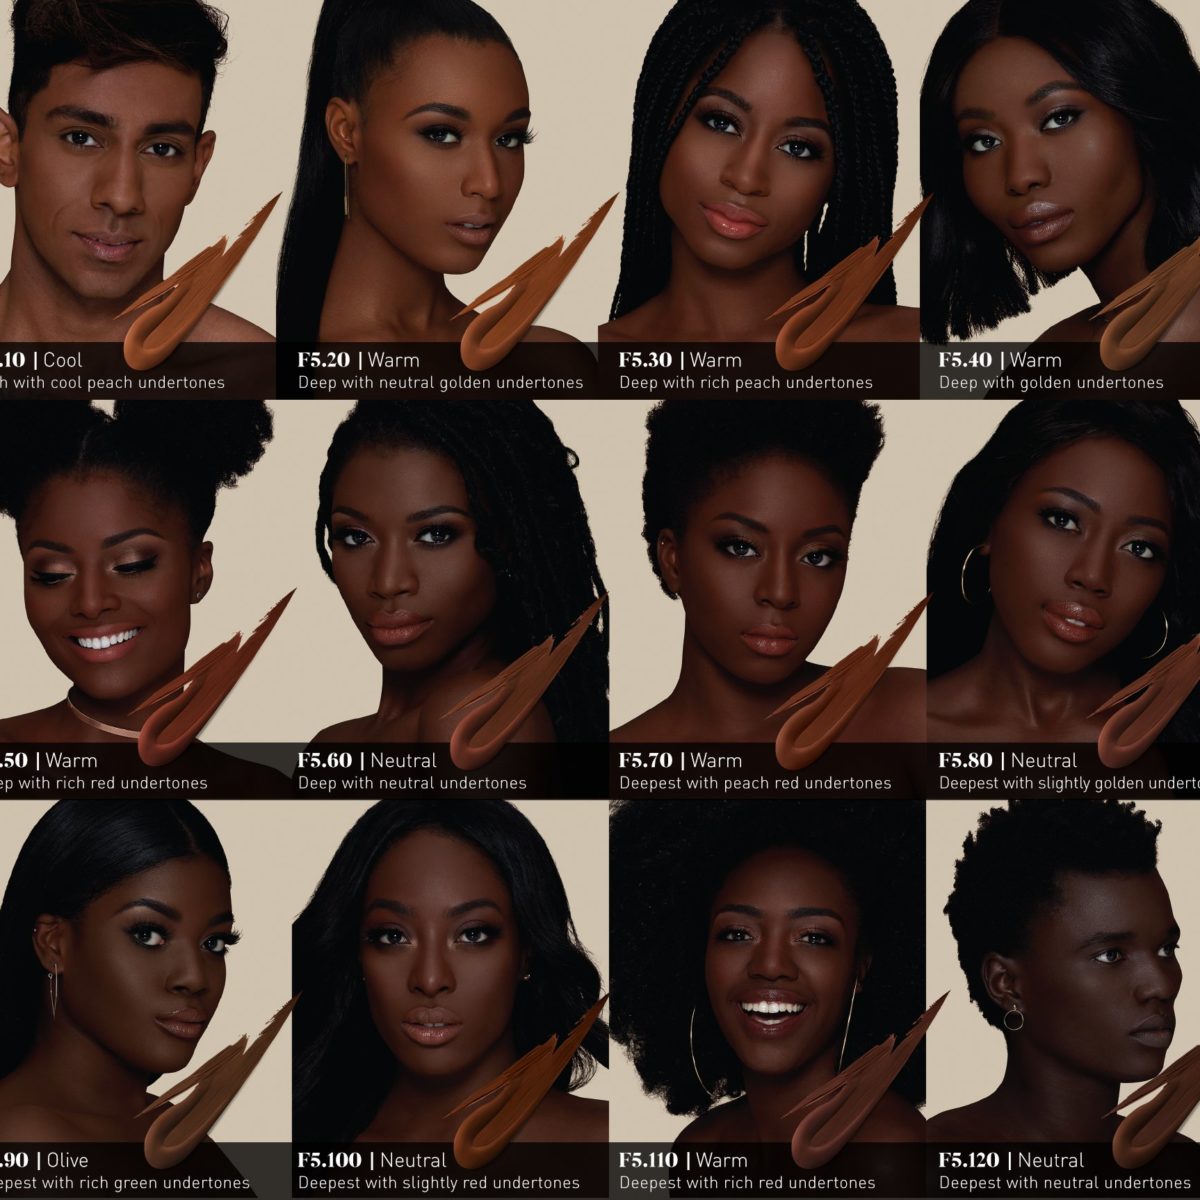 .10 | Cool
h with cool peach undertones
F5.20 | Warm
Deep with neutral golden undertones
F5.30 | Warm
Deep with rich peach undertones
F5.40 | Warm
Deep with golden undertones
.50 | Warm
ep with rich red undertones
F5.60 | Neutral
Deep with neutral undertones
F5.70 | Warm
Deepest with peach red undertones
F5.80 | Neutral
Deepest with slightly golden underto
.90 | Olive
epest with rich green undertones
F5.100 | Neutral
Deepest with slightly red undertones
F5.110 | Warm
Deepest with rich red undertones
F5.120 | Neutral
Deepest with neutral undertones